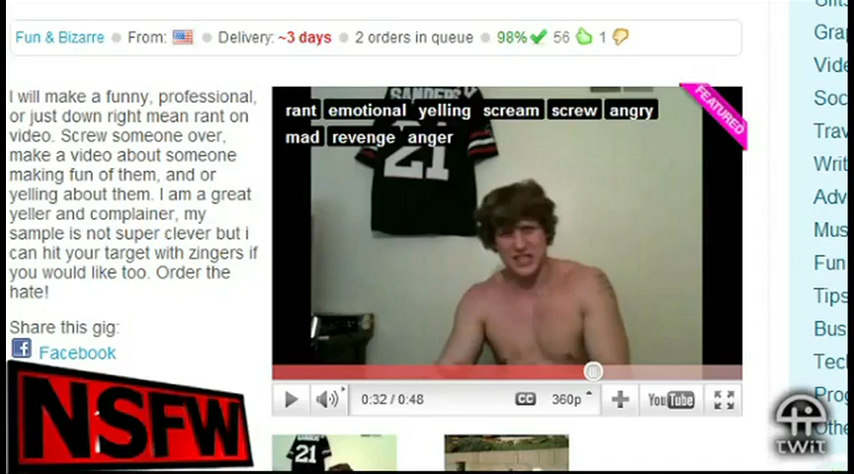 Fun & Bizarre From: Delivery: ~3 days 2 orders in queue 98% 56 1
I will make a funny, professional,
or just down right mean rant on
video. Screw someone over,
make a video about someone
making fun of them, and or
yelling about them. I am a great
yeller and complainer, my
sample is not super clever but i
can hit your target with zingers if
you would like too. Order the
hate!
Share this gig:
Facebook
NSFW
SANDERS
21
rant emotional yelling scream screw angry
mad revenge anger
FEATURED
0:32 / 0:48 CC 360p YouTube
21
Gra
Vide
Soc
Trav
Writ
Adv
Mus
Fun
Tips
Bus
Tec
Pro
Othe
TWiT